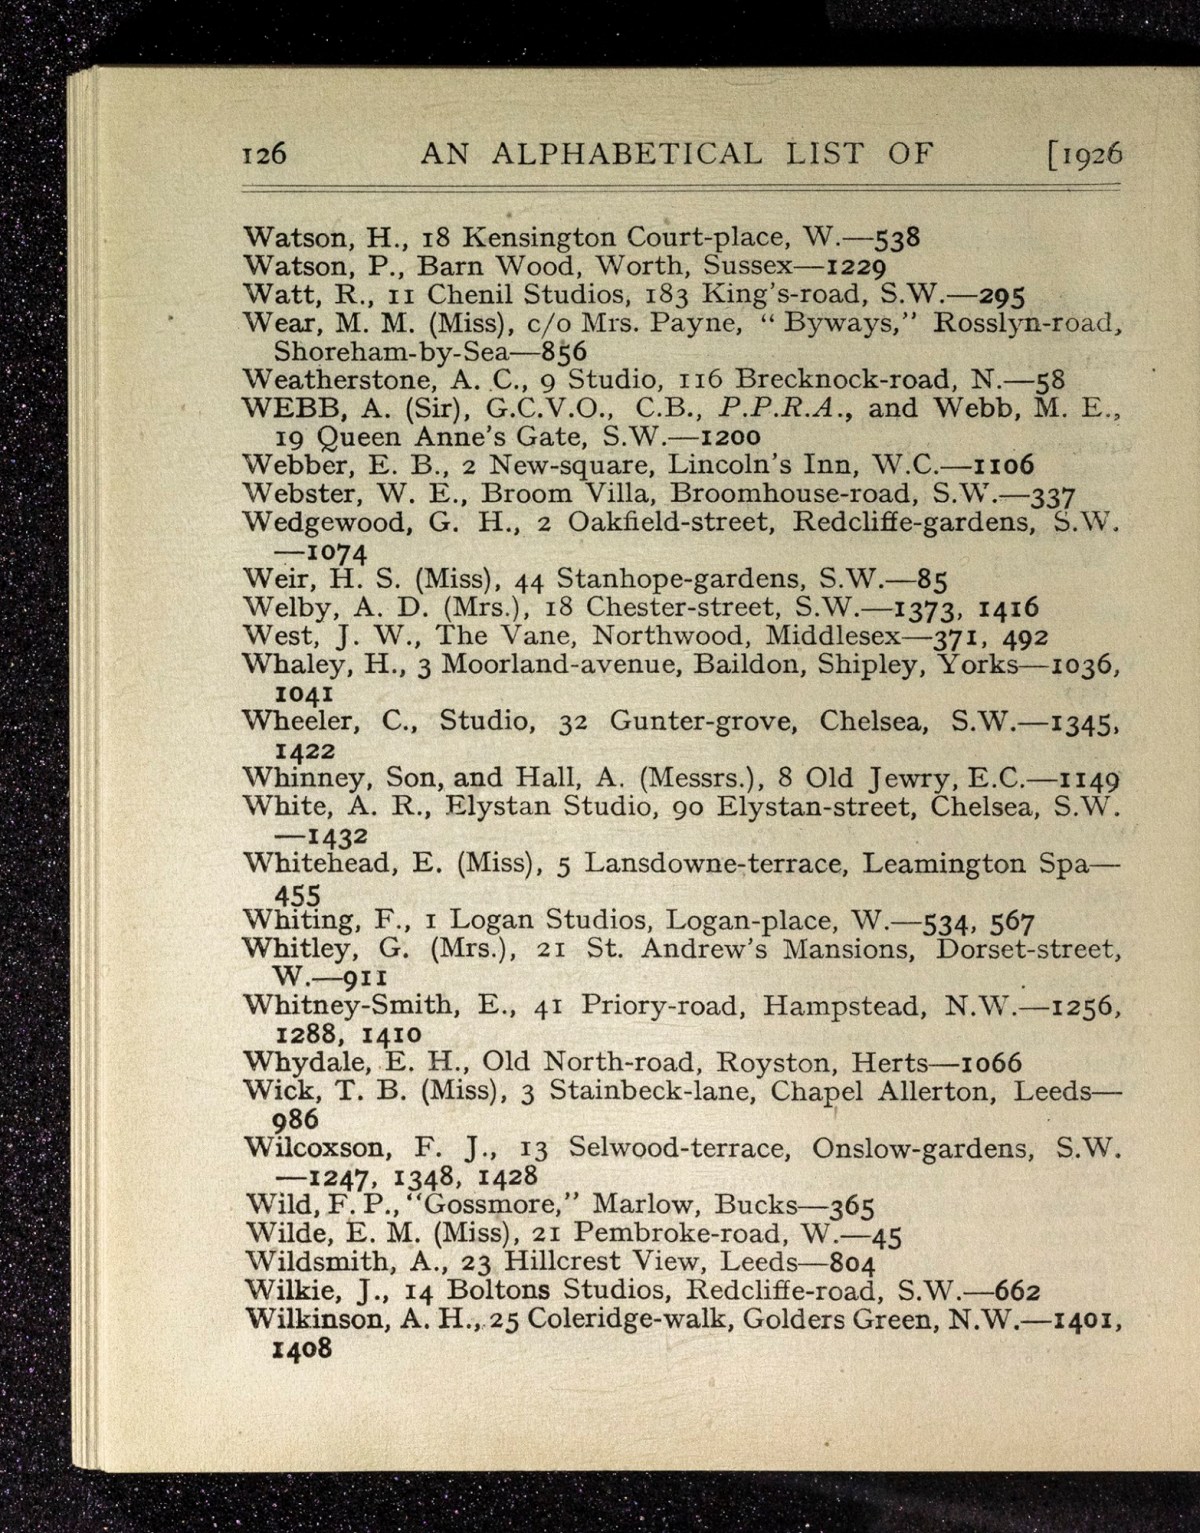 126 AN ALPHABETICAL LIST OF [1926
Watson, H., 18 Kensington Court-place, W.—538
Watson, P., Barn Wood, Worth, Sussex—1229
Watt, R., 11 Chenil Studios, 183 King's-road, S.W.—295
Wear, M. M. (Miss), c/o Mrs. Payne, “ Byways,” Rosslyn-road,
Shoreham-by-Sea—856
Weatherstone, A. C., 9 Studio, 116 Brecknock-road, N.—58
WEBB, A. (Sir), G.C.V.O., C.B., P.P.R.A., and Webb, M. E.,
19 Queen Anne's Gate, S.W.—1200
Webber, E. B., 2 New-square, Lincoln's Inn, W.C.—1106
Webster, W. E., Broom Villa, Broomhouse-road, S.W.—337
Wedgewood, G. H., 2 Oakfield-street, Redcliffe-gardens, S.W.
—1074
Weir, H. S. (Miss), 44 Stanhope-gardens, S.W.—85
Welby, A. D. (Mrs.), 18 Chester-street, S.W.—1373, 1416
West, J. W., The Vane, Northwood, Middlesex—371, 492
Whaley, H., 3 Moorland-avenue, Baildon, Shipley, Yorks—1036,
1041
Wheeler, C., Studio, 32 Gunter-grove, Chelsea, S.W.—1345,
1422
Whinney, Son, and Hall, A. (Messrs.), 8 Old Jewry, E.C.—1149
White, A. R., Elystan Studio, 90 Elystan-street, Chelsea, S.W.
—1432
Whitehead, E. (Miss), 5 Lansdowne-terrace, Leamington Spa—
455
Whiting, F., 1 Logan Studios, Logan-place, W.—534, 567
Whitley, G. (Mrs.), 21 St. Andrew's Mansions, Dorset-street,
W.—911
Whitney-Smith, E., 41 Priory-road, Hampstead, N.W.—1256,
1288, 1410
Whydale, E. H., Old North-road, Royston, Herts—1066
Wick, T. B. (Miss), 3 Stainbeck-lane, Chapel Allerton, Leeds—
986
Wilcoxson, F. J., 13 Selwood-terrace, Onslow-gardens, S.W.
—1247, 1348, 1428
Wild, F. P., “Gossmore,” Marlow, Bucks—365
Wilde, E. M. (Miss), 21 Pembroke-road, W.—45
Wildsmith, A., 23 Hillcrest View, Leeds—804
Wilkie, J., 14 Boltons Studios, Redcliffe-road, S.W.—662
Wilkinson, A. H., 25 Coleridge-walk, Golders Green, N.W.—1401,
1408